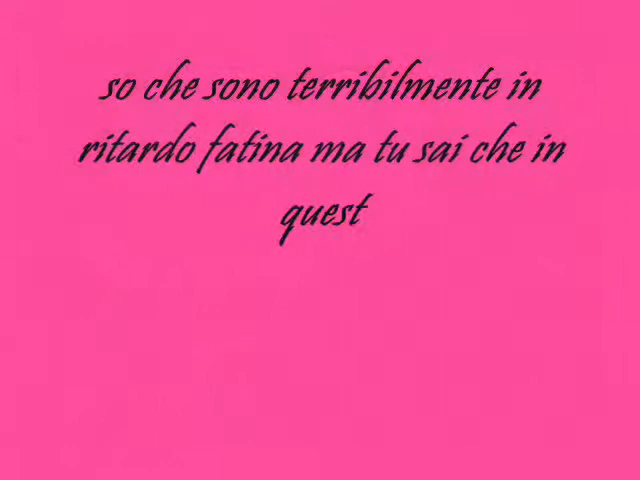 so che sono terribilmente in
ritardo fatina ma tu sai che in
quest